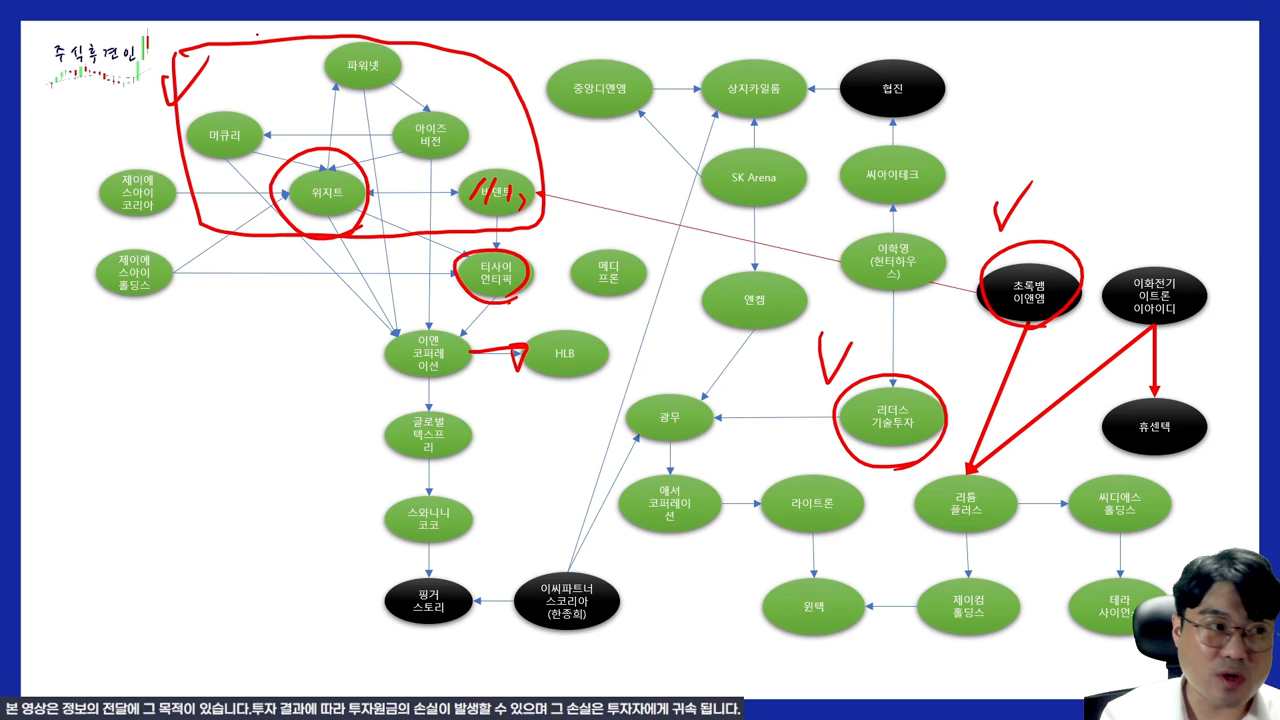 주식후견인
파워넷
머큐리
아이즈
비전
제이에
스아이
코리아
위지트
제이에
스아이
홀딩스
티사이
언티픽
메디
프론
이엔
코퍼레
이션
HLB
글로벌
텍스프
리
스와니니
코코
핑거
스토리
이씨파트너
스코리아
(한종희)
중앙디앤엠
상지카일룸
협진
SK Arena
씨아이테크
이학영
(헌터하우
스)
엔켐
초록뱀
이앤엠
이화전기
이트론
이아이디
광무
리더스
기술투자
휴센텍
애셔
코퍼레이
션
라이트론
리튬
플러스
씨디에스
홀딩스
윈텍
제이컴
홀딩스
테라
사이언
본 영상은 정보의 전달에 그 목적이 있습니다.투자 결과에 따라 투자원금의 손실이 발생할 수 있으며 그 손실은 투자자에게 귀속 됩니다.